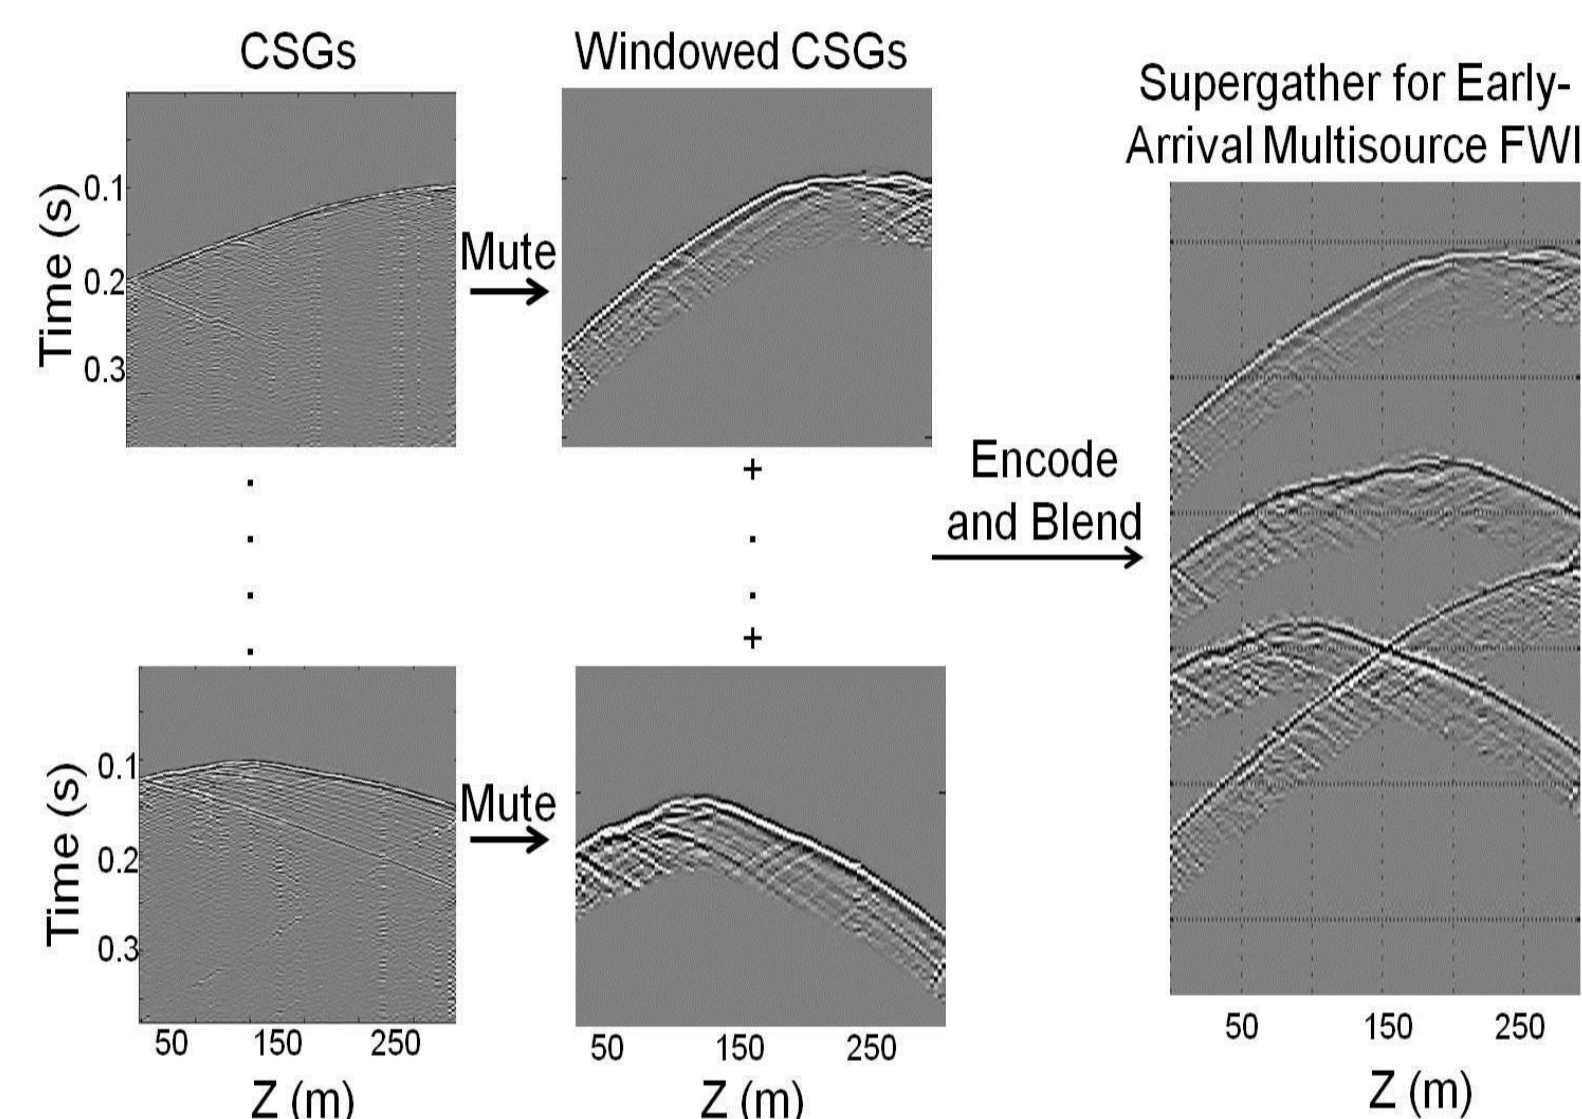 CSGs
Windowed CSGs
Supergather for Early-
Arrival Multisource FWI
Time (s)
0.1
0.2
0.3
Mute
+
.
.
+
.
.
.
.
Encode
and Blend
Time (s)
0.1
0.2
0.3
Mute
50 150 250
Z (m)
50 150 250
Z (m)
50 150 250
Z (m)